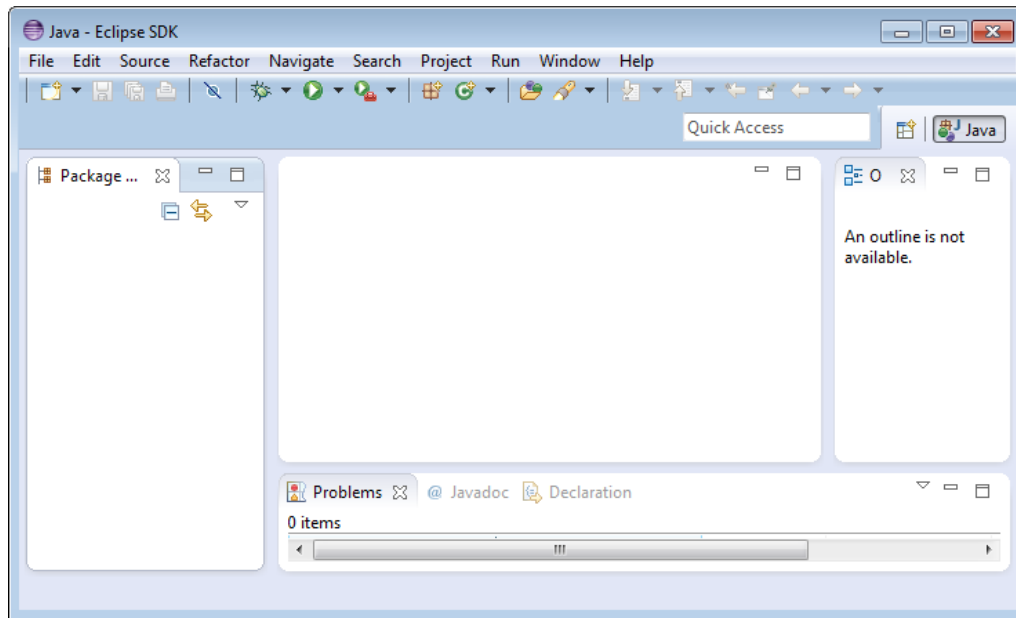 Java - Eclipse SDK
File Edit Source Refactor Navigate Search Project Run Window Help
Quick Access
Java
Package ...
O
An outline is not
available.
Problems @ Javadoc Declaration
0 items